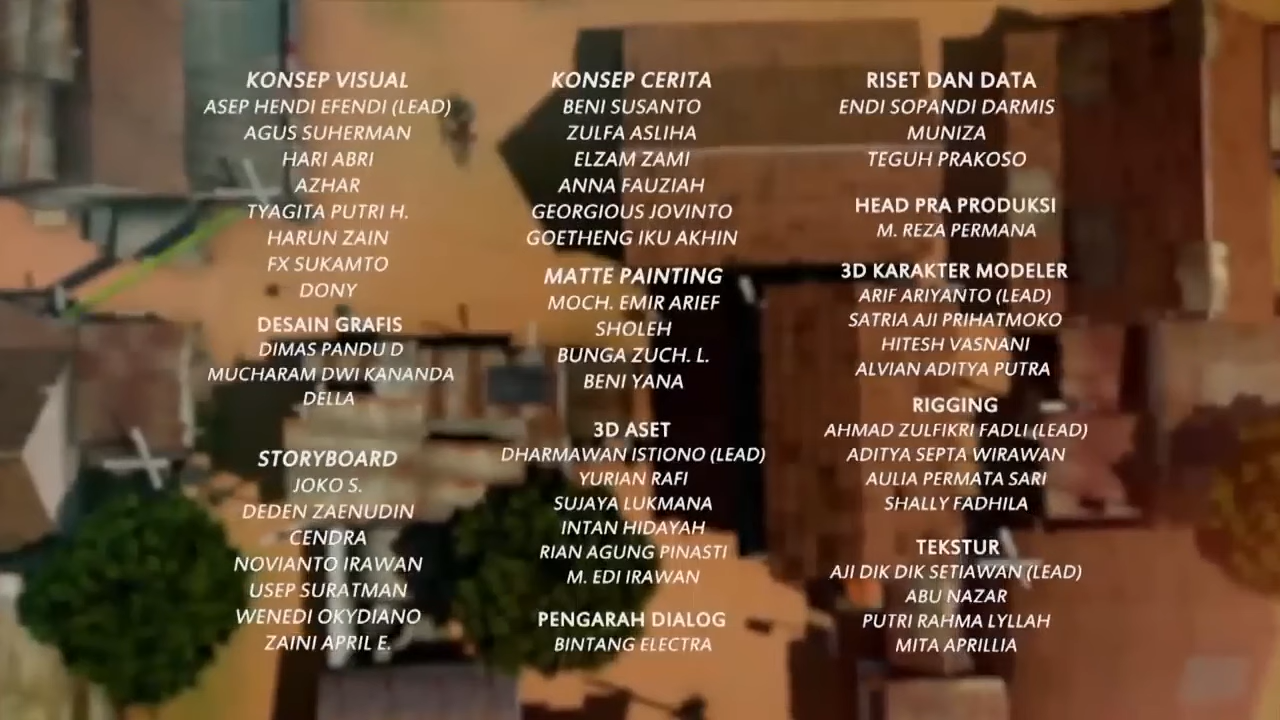 KONSEP VISUAL
ASEP HENDI EFENDI (LEAD)
AGUS SUHERMAN
HARI ABRI
AZHAR
TYAGITA PUTRI H.
HARUN ZAIN
FX SUKAMTO
DONY
DESAIN GRAFIS
DIMAS PANDU D
MUCHARAM DWI KANANDA
DELLA
STORYBOARD
JOKO S.
DEDEN ZAENUDIN
CENDRA
NOVIANTO IRAWAN
USEP SURATMAN
WENEDI OKYDIANO
ZAINI APRIL E.
KONSEP CERITA
BENI SUSANTO
ZULFA ASLIHA
ELZAM ZAMI
ANNA FAUZIAH
GEORGIOUS JOVINTO
GOETHENG IKU AKHIN
MATTE PAINTING
MOCH. EMIR ARIEF
SHOLEH
BUNGA ZUCH. L.
BENI YANA
3D ASET
DHARMAWAN ISTIONO (LEAD)
YURIAN RAFI
SUJAYA LUKMANA
INTAN HIDAYAH
RIAN AGUNG PINASTI
M. EDI IRAWAN
PENGARAH DIALOG
BINTANG ELECTRA
RISET DAN DATA
ENDI SOPANDI DARMIS
MUNIZA
TEGUH PRAKOSO
HEAD PRA PRODUKSI
M. REZA PERMANA
3D KARAKTER MODELER
ARIF ARIYANTO (LEAD)
SATRIA AJI PRIHATMOKO
HITESH VASNANI
ALVIAN ADITYA PUTRA
RIGGING
AHMAD ZULFIKRI FADLI (LEAD)
ADITYA SEPTA WIRAWAN
AULIA PERMATA SARI
SHALLY FADHILA
TEKSTUR
AJI DIK DIK SETIAWAN (LEAD)
ABU NAZAR
PUTRI RAHMA LYLLAH
MITA APRILLIA